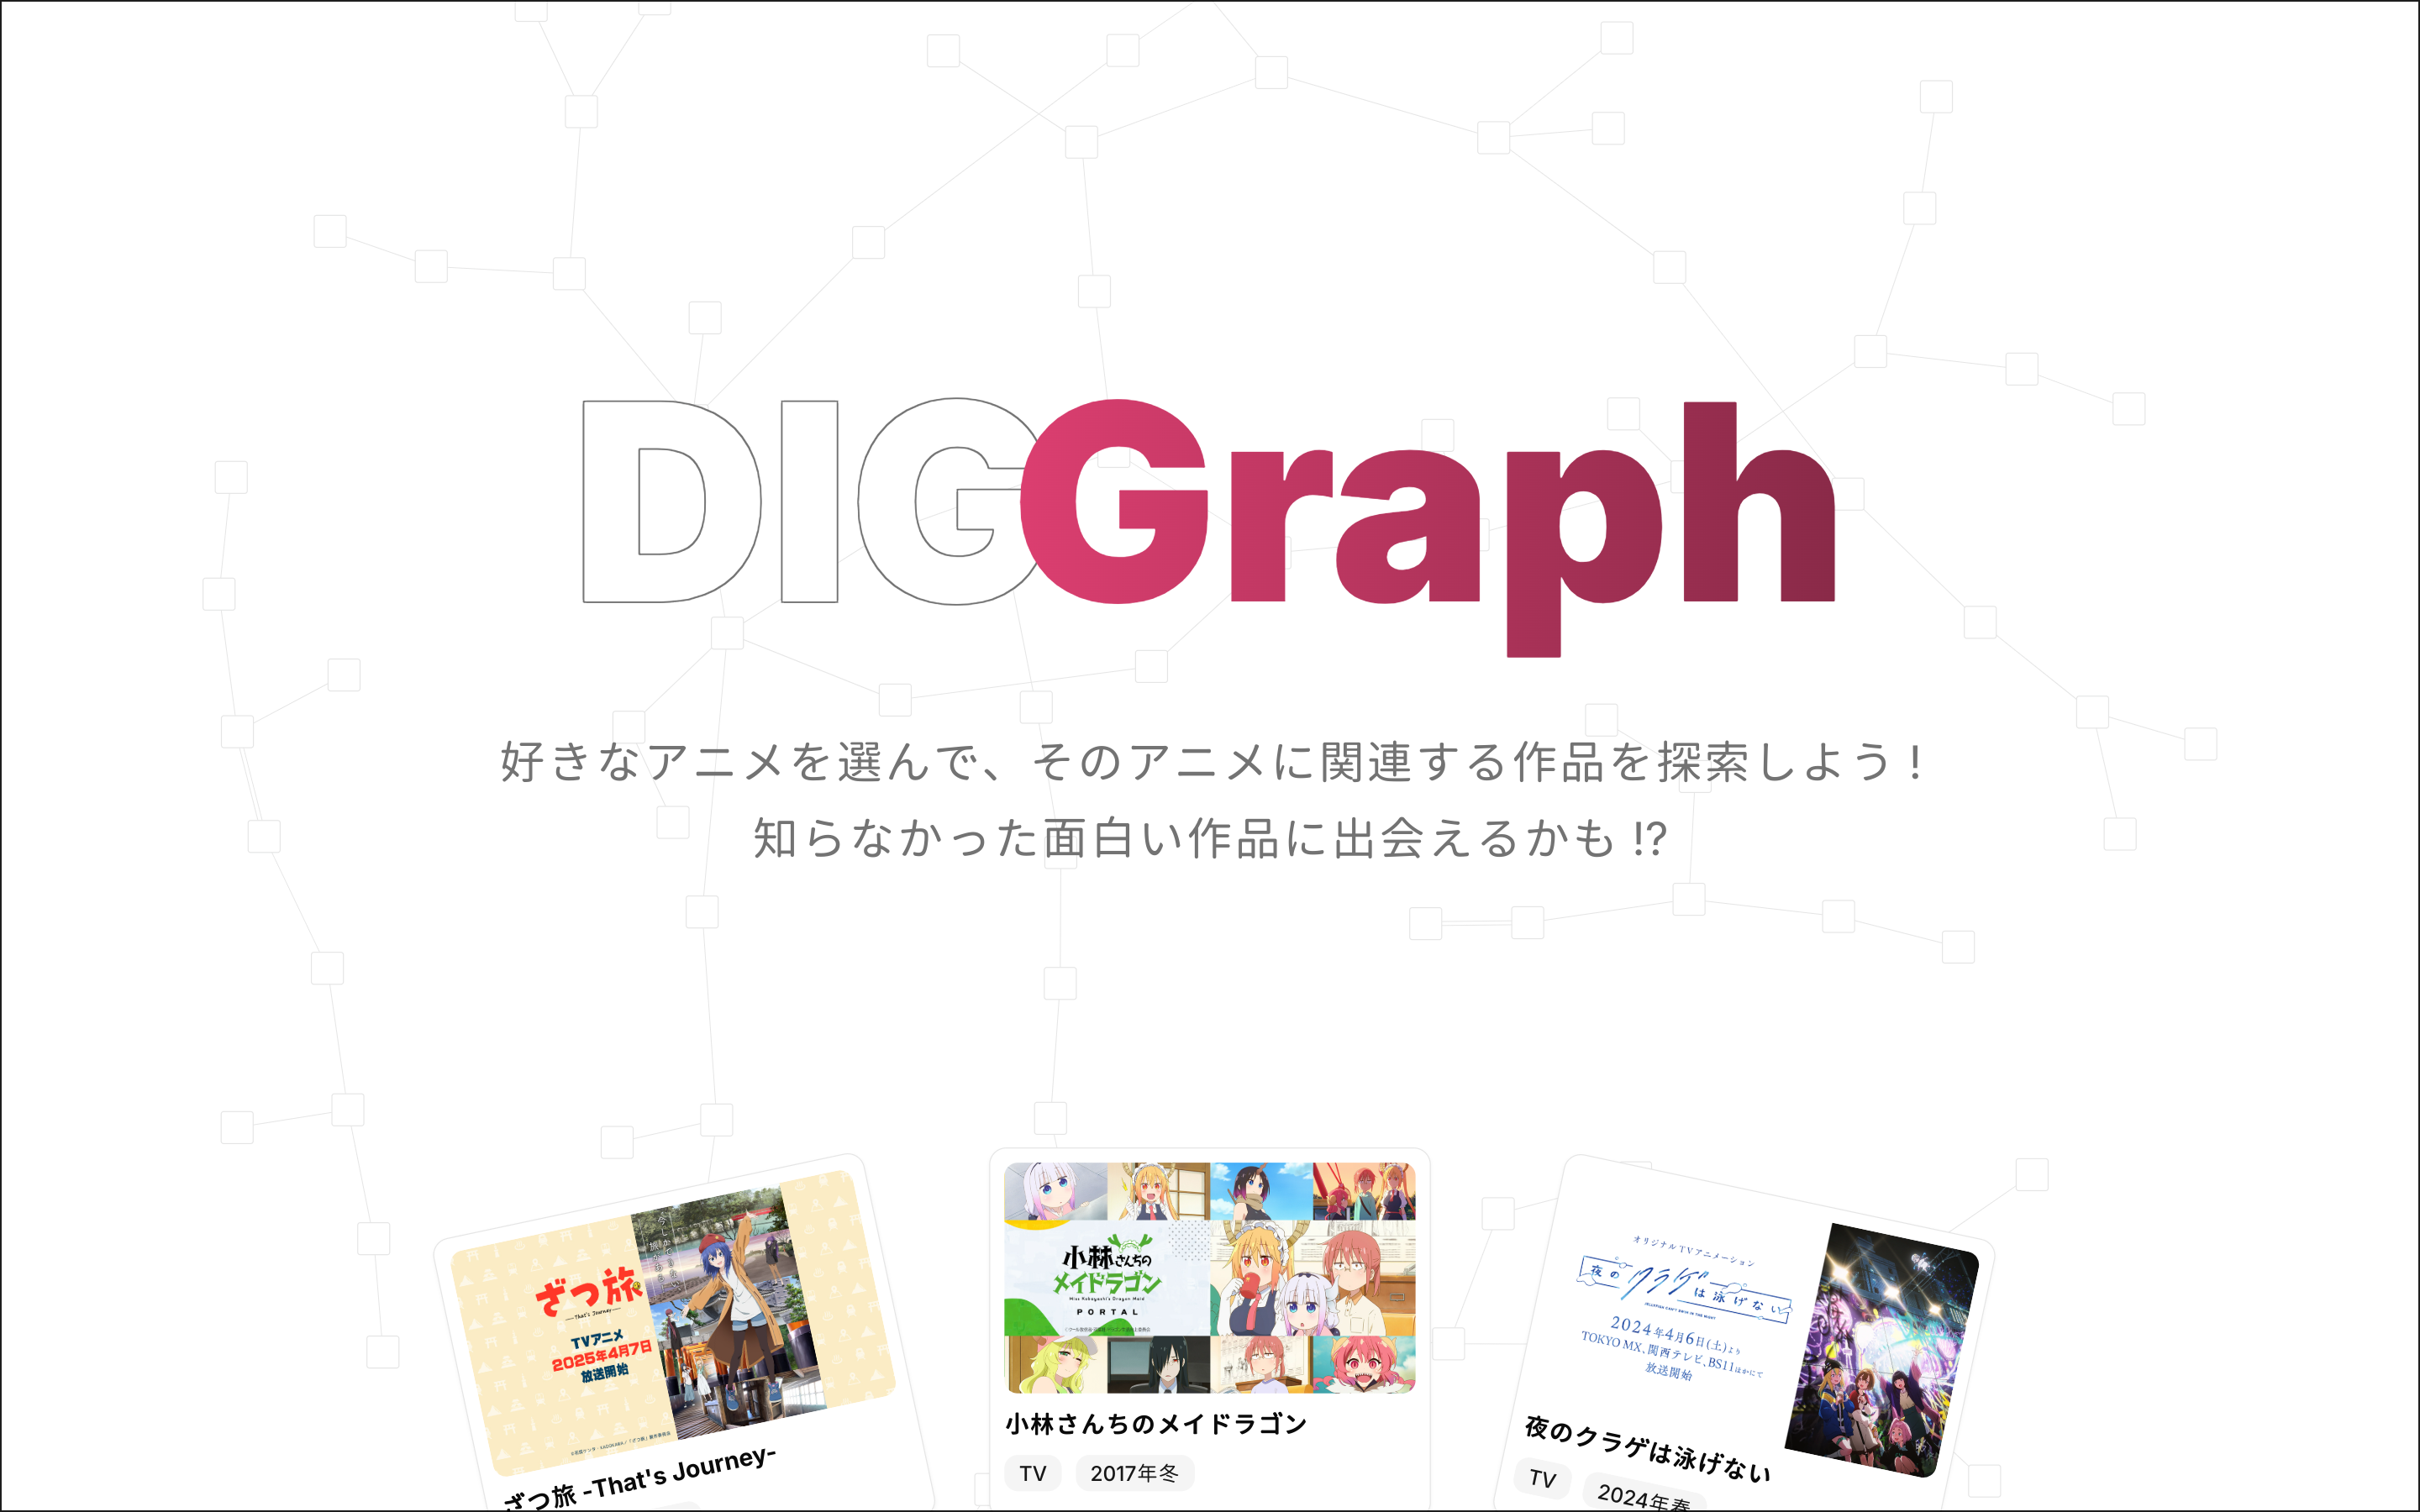 DIGGraph
好きなアニメを選んで、そのアニメに関連する作品を探索しよう！
知らなかった面白い作品に出会えるかも !?
ざつ旅
—That's Journey—
TVアニメ
2025年4月7日
放送開始
ざつ旅 -That's Journey-
小林さんちの
メイドラゴン
Miss Kobayashi's Dragon Maid
PORTAL
小林さんちのメイドラゴン
TV
2017年冬
オリジナルTVアニメーション
夜のクラゲは泳げない
2024年4月6日(土)より
TOKYO MX、関西テレビ、BS11ほかにて
放送開始
夜のクラゲは泳げない
TV
2024年春